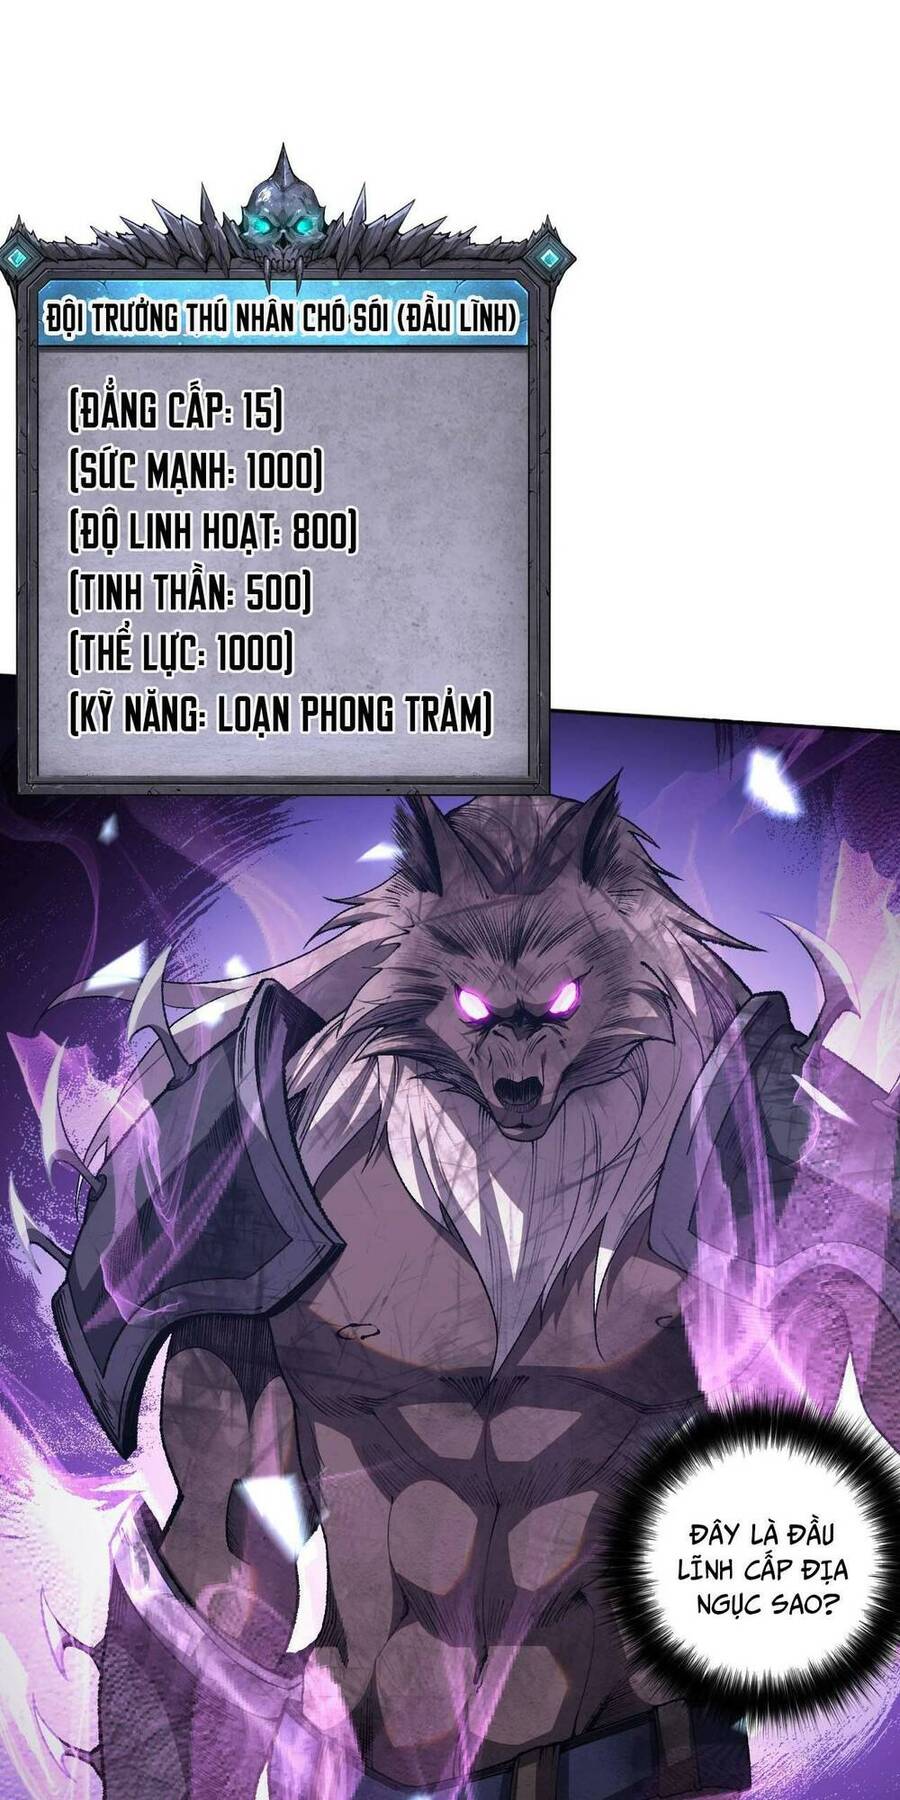 ĐỘI TRƯỞNG THÚ NHÂN CHÓ SÓI (ĐẦU LĨNH)
[ĐẲNG CẤP: 15]
[SỨC MẠNH: 1000]
[ĐỘ LINH HOẠT: 800]
[TINH THẦN: 500]
[THỂ LỰC: 1000]
[KỸ NĂNG: LOẠN PHONG TRẢM]
ĐÂY LÀ ĐẦU
LĨNH CẤP ĐỊA
NGỤC SAO?